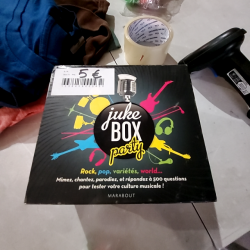 5 €
juke
BOX
party
Rock, pop, variétés, world...
Mimez, chantez, parodiez, et répondez à 500 questions
pour tester votre culture musicale !
MARABOUT